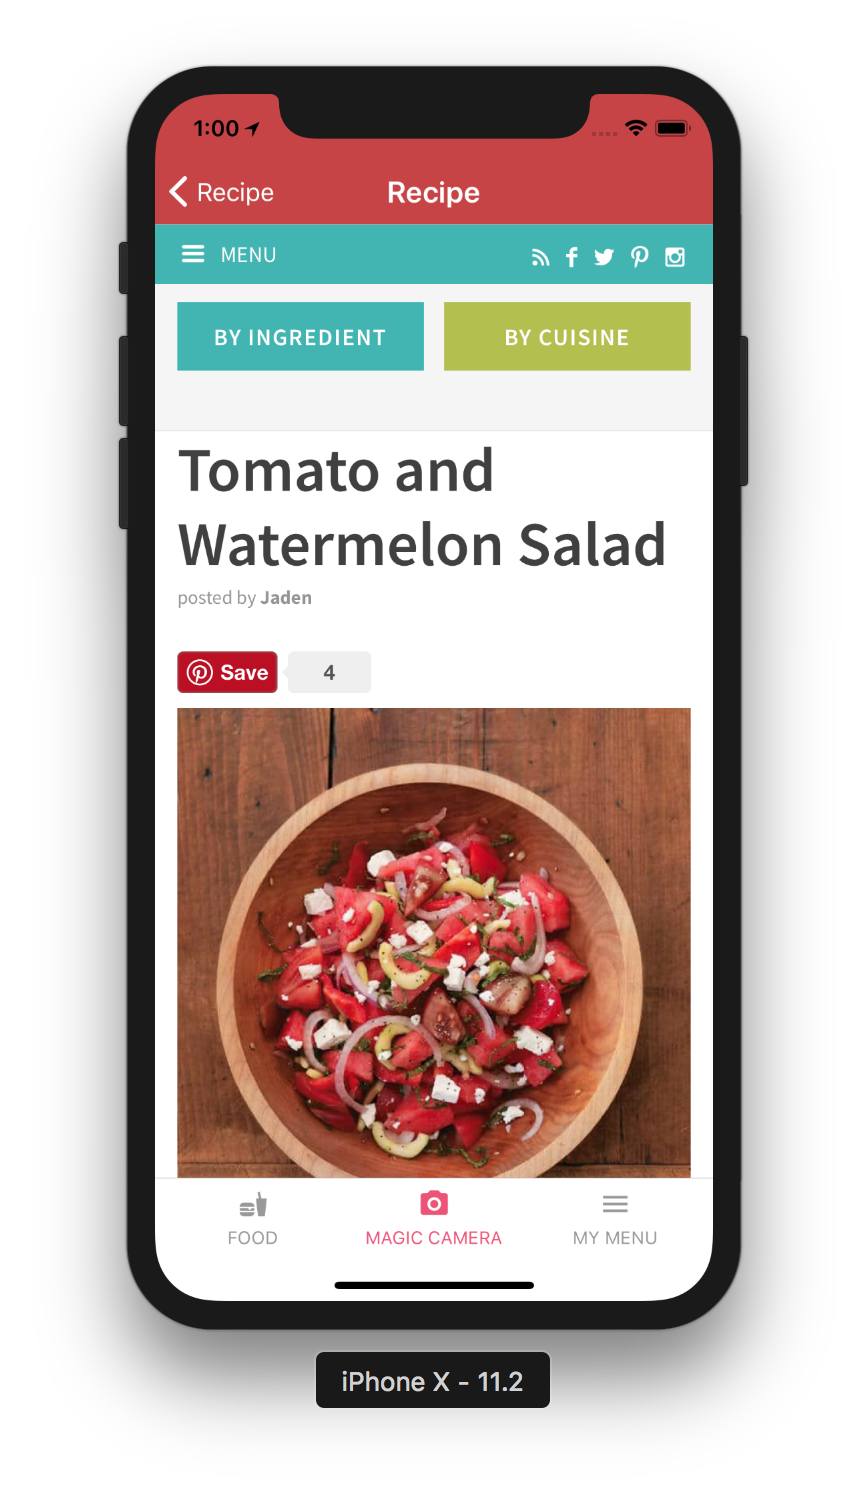 1:00
Recipe Recipe
MENU
BY INGREDIENT BY CUISINE
Tomato and
Watermelon Salad
posted by Jaden
Save 4
FOOD MAGIC CAMERA MY MENU
iPhone X - 11.2